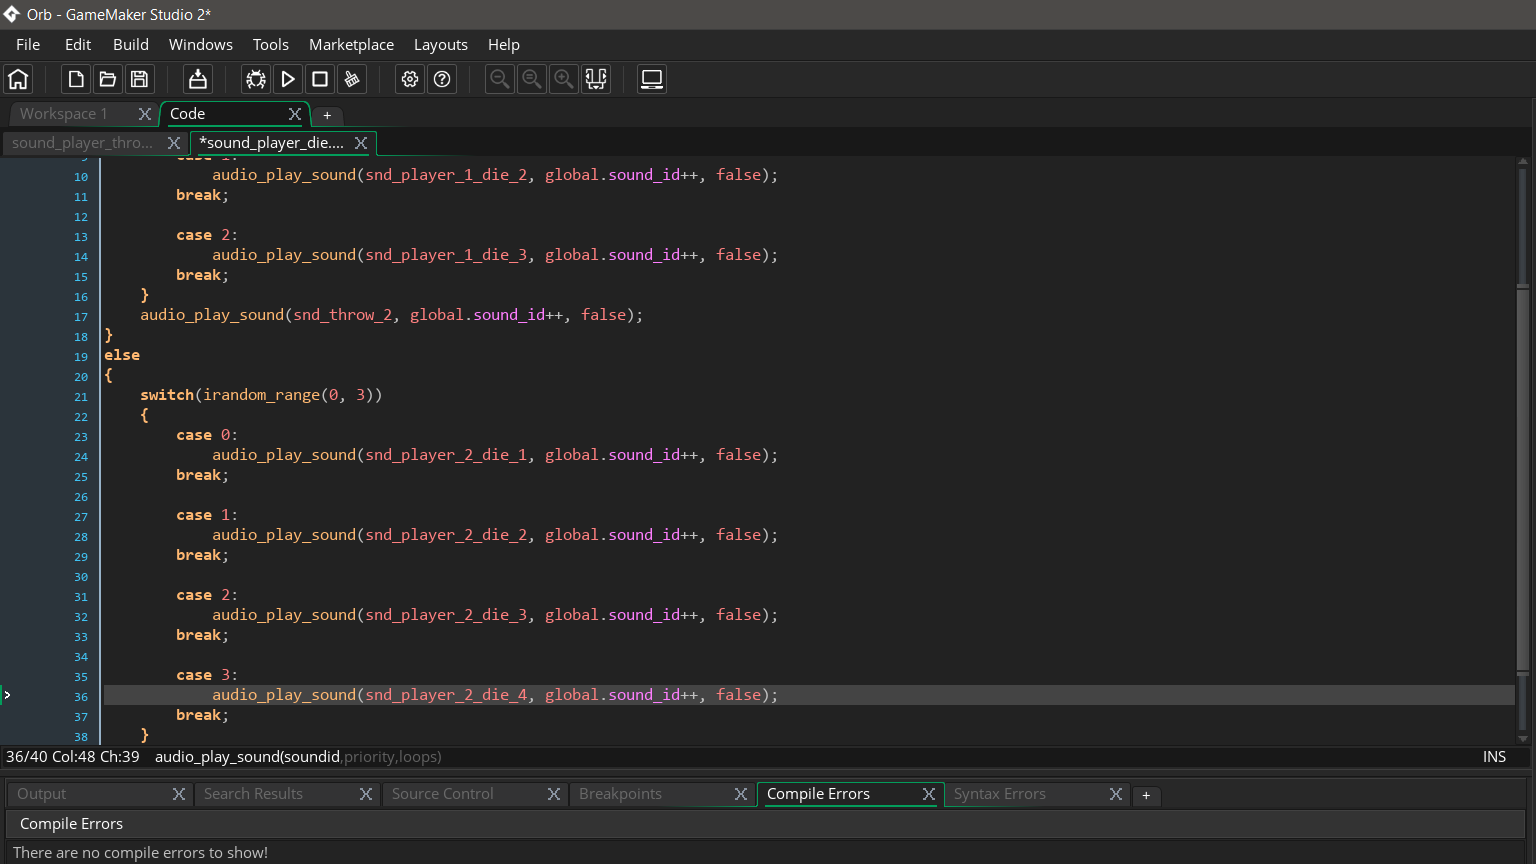 Orb - GameMaker Studio 2*
File Edit Build Windows Tools Marketplace Layouts Help
Workspace 1 Code +
sound_player_thro... *sound_player_die....
10 audio_play_sound(snd_player_1_die_2, global.sound_id++, false);
11 break;
12
13 case 2:
14 audio_play_sound(snd_player_1_die_3, global.sound_id++, false);
15 break;
16 }
17 audio_play_sound(snd_throw_2, global.sound_id++, false);
18 }
19 else
20 {
21 switch(irandom_range(0, 3))
22 {
23 case 0:
24 audio_play_sound(snd_player_2_die_1, global.sound_id++, false);
25 break;
26
27 case 1:
28 audio_play_sound(snd_player_2_die_2, global.sound_id++, false);
29 break;
30
31 case 2:
32 audio_play_sound(snd_player_2_die_3, global.sound_id++, false);
33 break;
34
35 case 3:
36 audio_play_sound(snd_player_2_die_4, global.sound_id++, false);
37 break;
38 }
36/40 Col:48 Ch:39 audio_play_sound(soundid,priority,loops) INS
Output Search Results Source Control Breakpoints Compile Errors Syntax Errors +
Compile Errors
There are no compile errors to show!